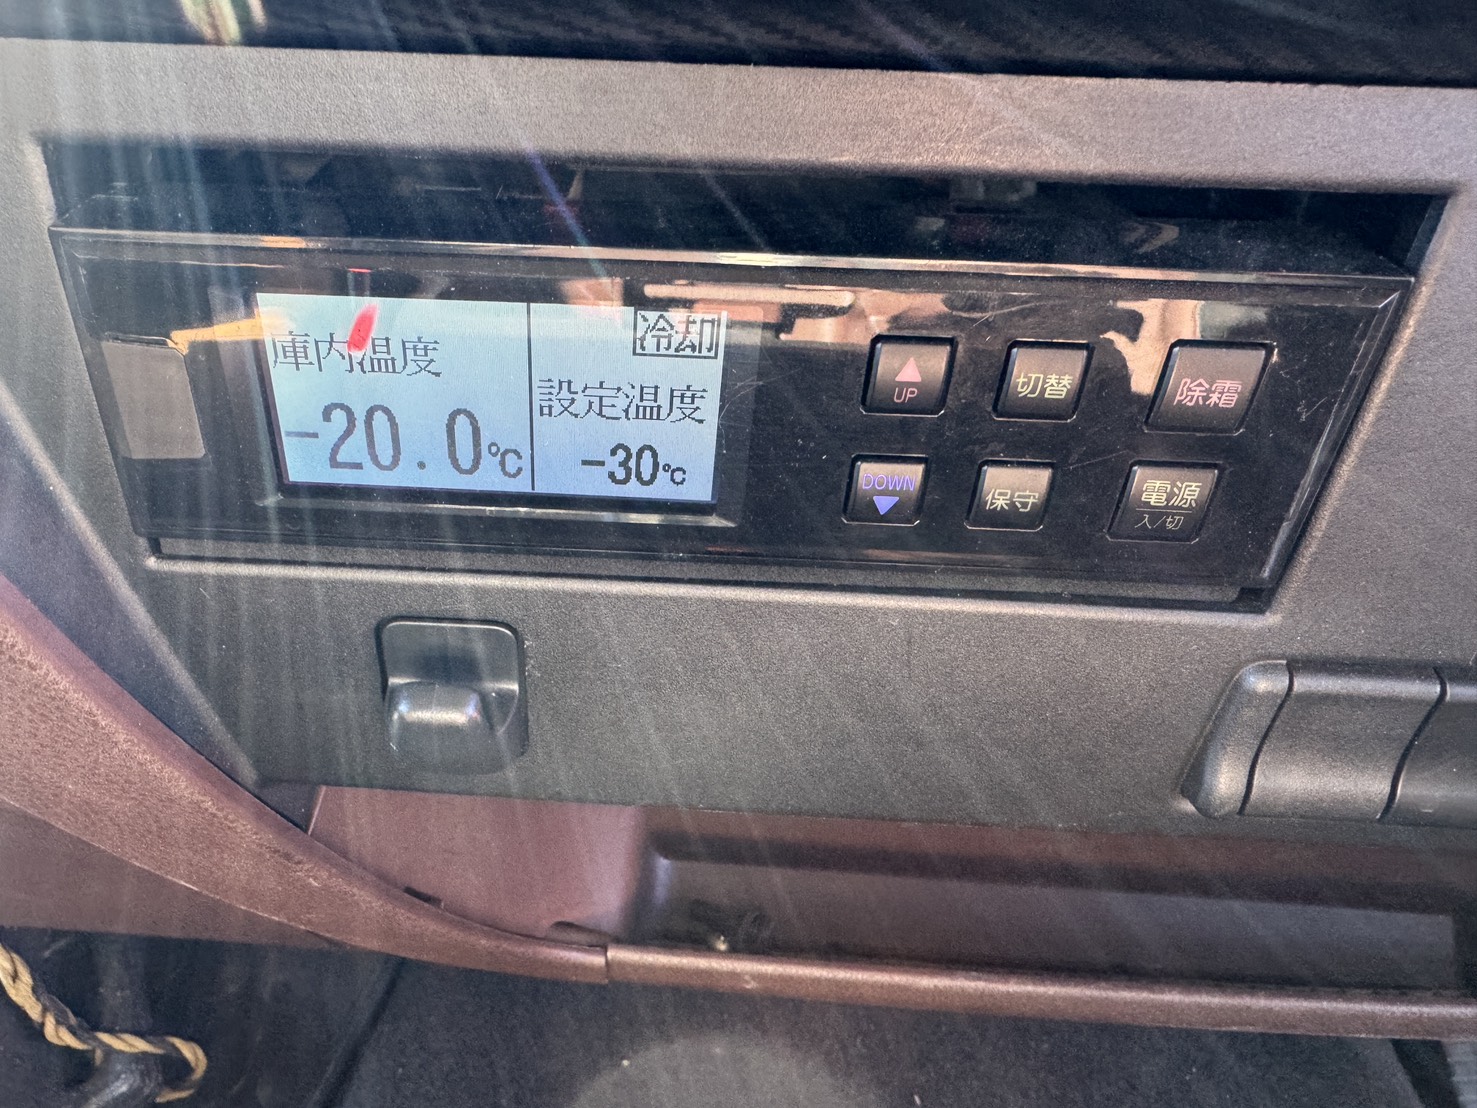 冷却
庫内温度
設定温度
-20.0℃
-30℃
UP
切替
除霜
DOWN
保守
電源
入/切